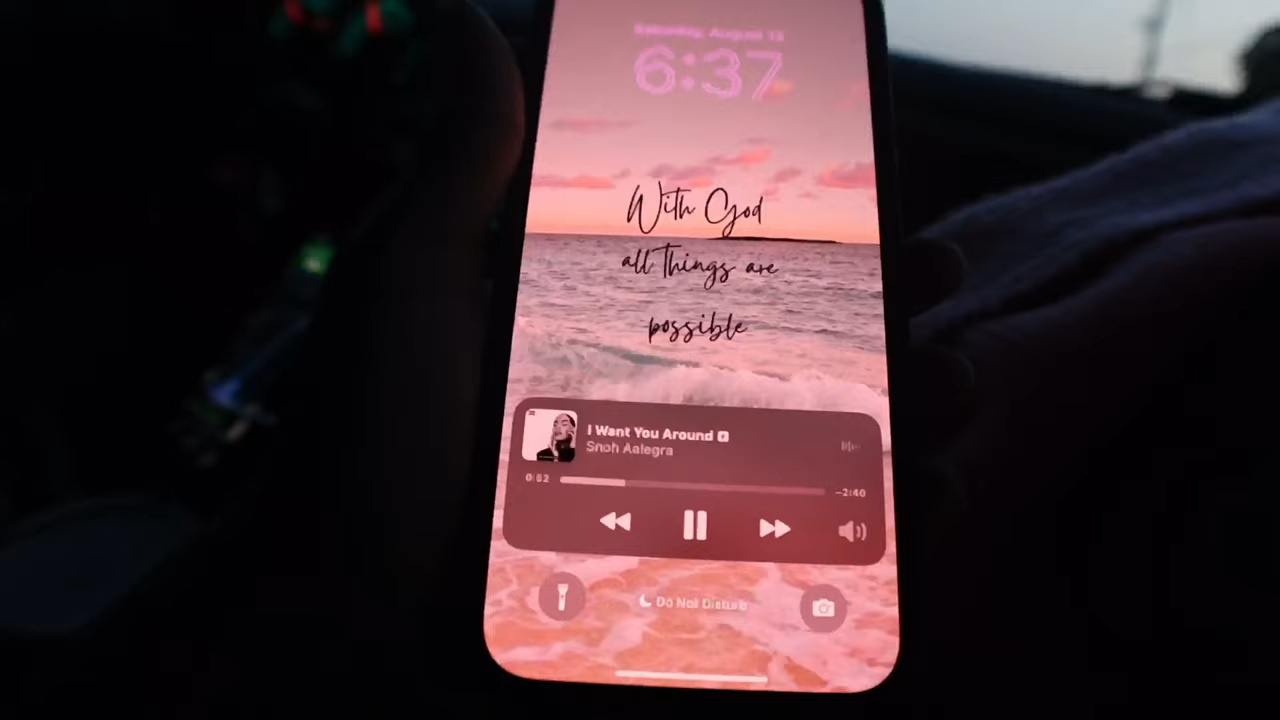 Saturday, August 12
6:37
With God
all things are
possible
I Want You Around E
Snoh Aalegra
0:52
-2:40
Do Not Disturb